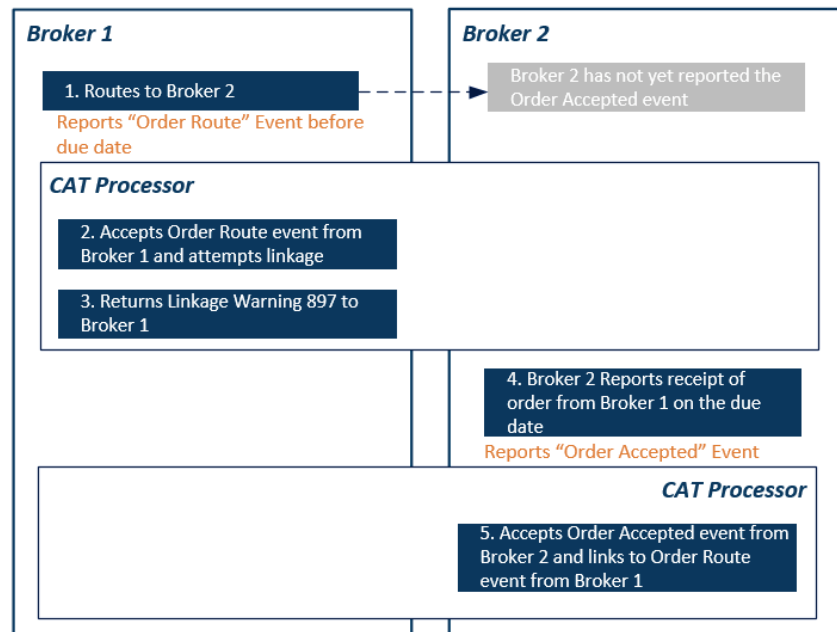 Broker 1
Broker 2
1. Routes to Broker 2
Broker 2 has not yet reported the
Order Accepted event
Reports “Order Route” Event before
due date
CAT Processor
2. Accepts Order Route event from
Broker 1 and attempts linkage
3. Returns Linkage Warning 897 to
Broker 1
4. Broker 2 Reports receipt of
order from Broker 1 on the due
date
Reports “Order Accepted” Event
CAT Processor
5. Accepts Order Accepted event from
Broker 2 and links to Order Route
event from Broker 1